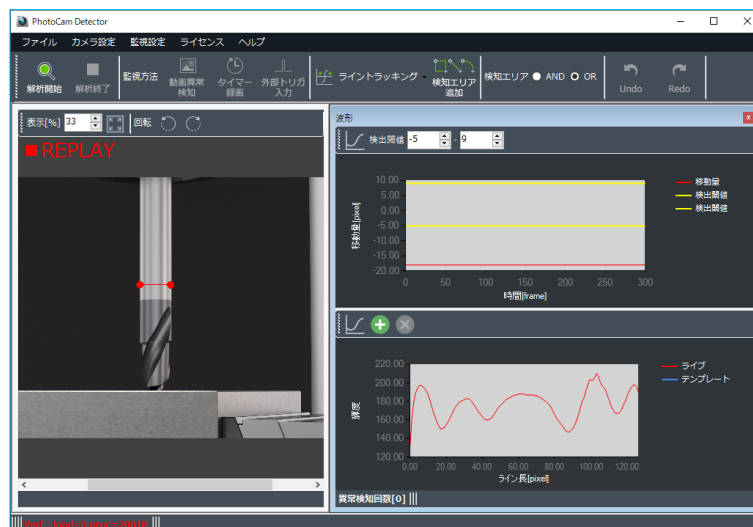 PhotoCam Detector
ファイル カメラ設定 監視設定 ライセンス ヘルプ
解析開始 解析終了 監視方法 動画異常検知 タイマー録画 外部トリガ入力 ライントラッキング 検知エリア追加 検知エリア AND OR Undo Redo
表示[%] 33 回転
REPLAY
波形
検出閾値 -5 - 9
10.00
5.00
0.00
-5.00
-10.00
-15.00
-20.00
移動量[pixel]
0 50 100 150 200 250 300
時間[frame]
移動量
検出閾値
検出閾値
220.00
200.00
180.00
160.00
140.00
120.00
輝度
0.00 20.00 40.00 60.00 80.00 100.00 120.00
ライン長[pixel]
ライブ
テンプレート
異常検知回数[0]